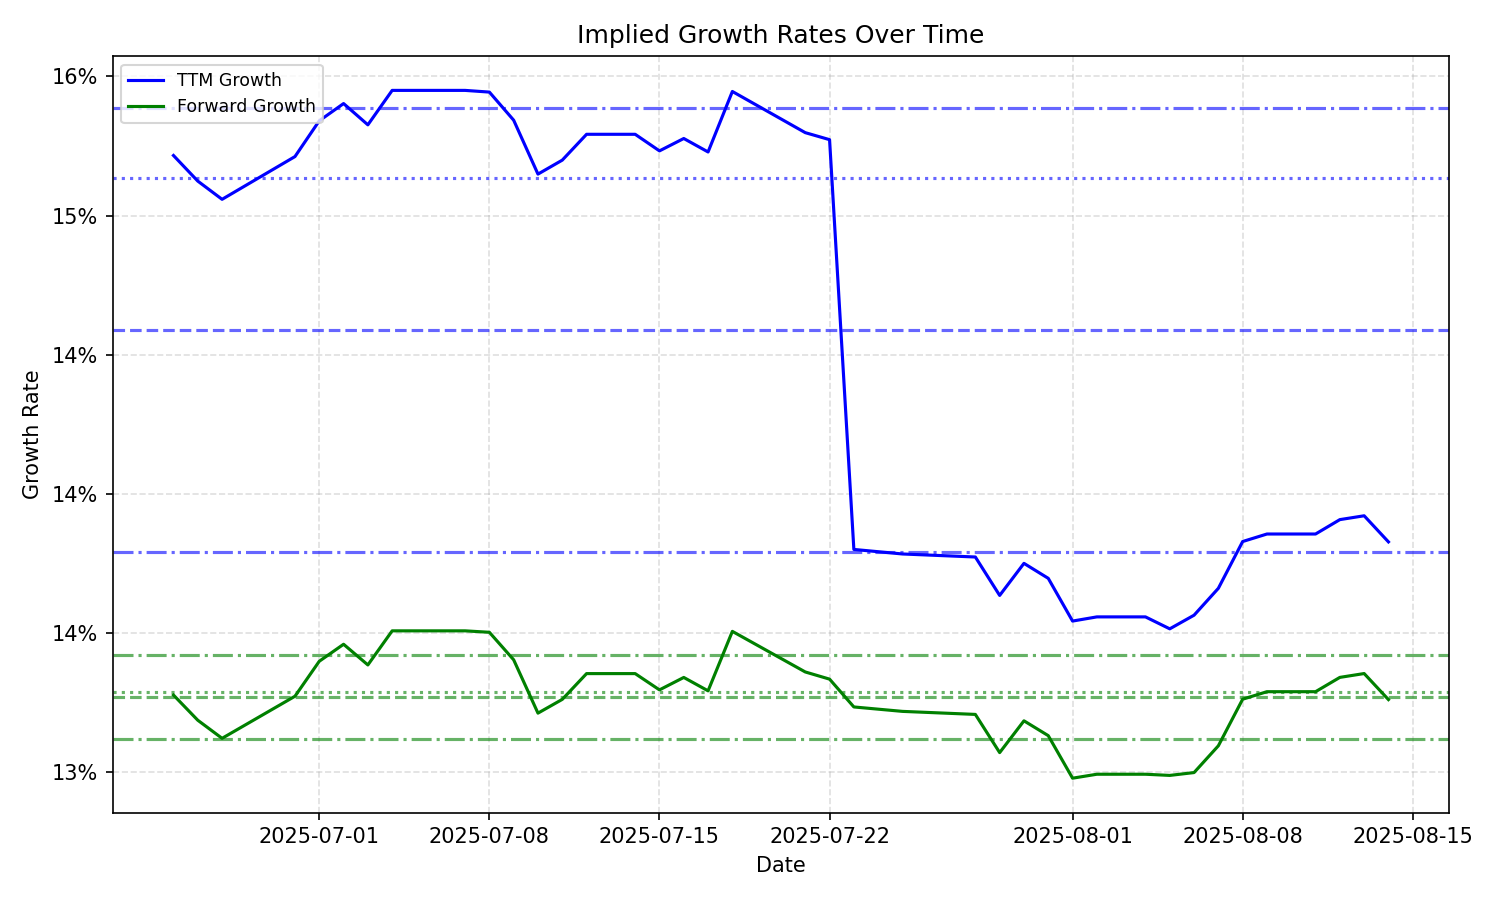 Implied Growth Rates Over Time
TTM Growth
Forward Growth
16%
15%
14%
14%
14%
13%
Growth Rate
2025-07-01
2025-07-08
2025-07-15
2025-07-22
2025-08-01
2025-08-08
2025-08-15
Date